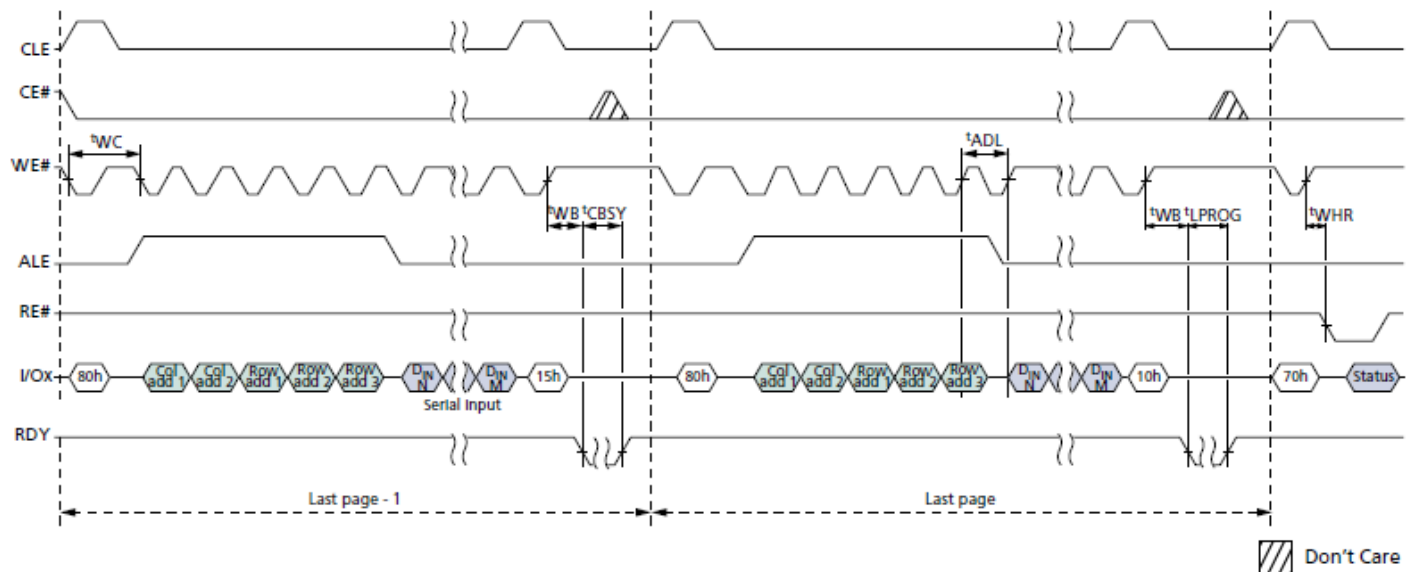 CLE
CE#
tWC
tADL
WE#
tWB tCBSY
tWB tLPROG
tWHR
ALE
RE#
I/Ox
80h
Col add 1
Col add 2
Row add 1
Row add 2
Row add 3
DIN N
DIN M
15h
80h
Col add 1
Col add 2
Row add 1
Row add 2
Row add 3
DIN N
DIN M
10h
70h
Status
Serial Input
RDY
Last page - 1
Last page
Don't Care